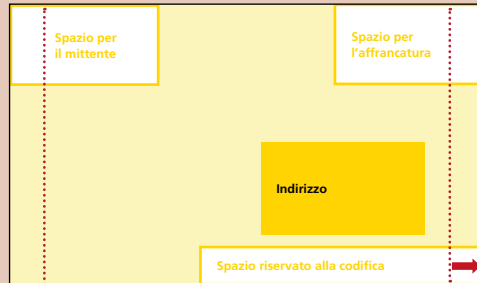 Spazio per
il mittente
Spazio per
l'affrancatura
Indirizzo
Spazio riservato alla codifica